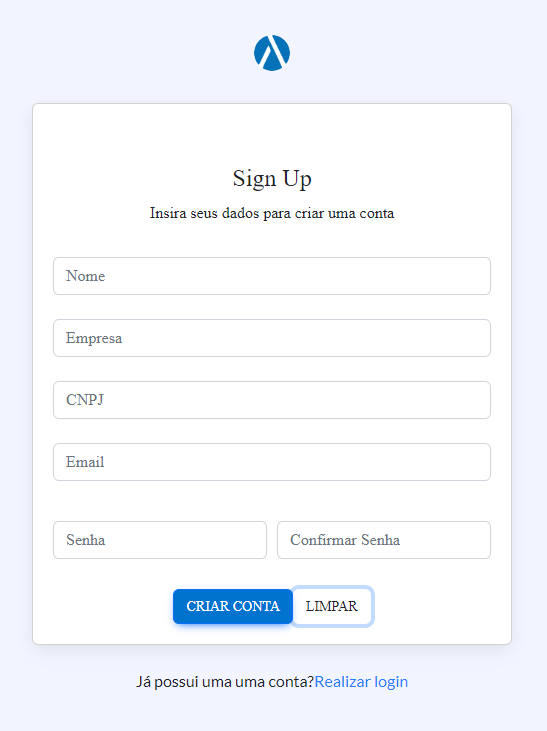 Sign Up
Insira seus dados para criar uma conta
Nome
Empresa
CNPJ
Email
Senha Confirmar Senha
CRIAR CONTA LIMPAR
Já possui uma uma conta?Realizar login